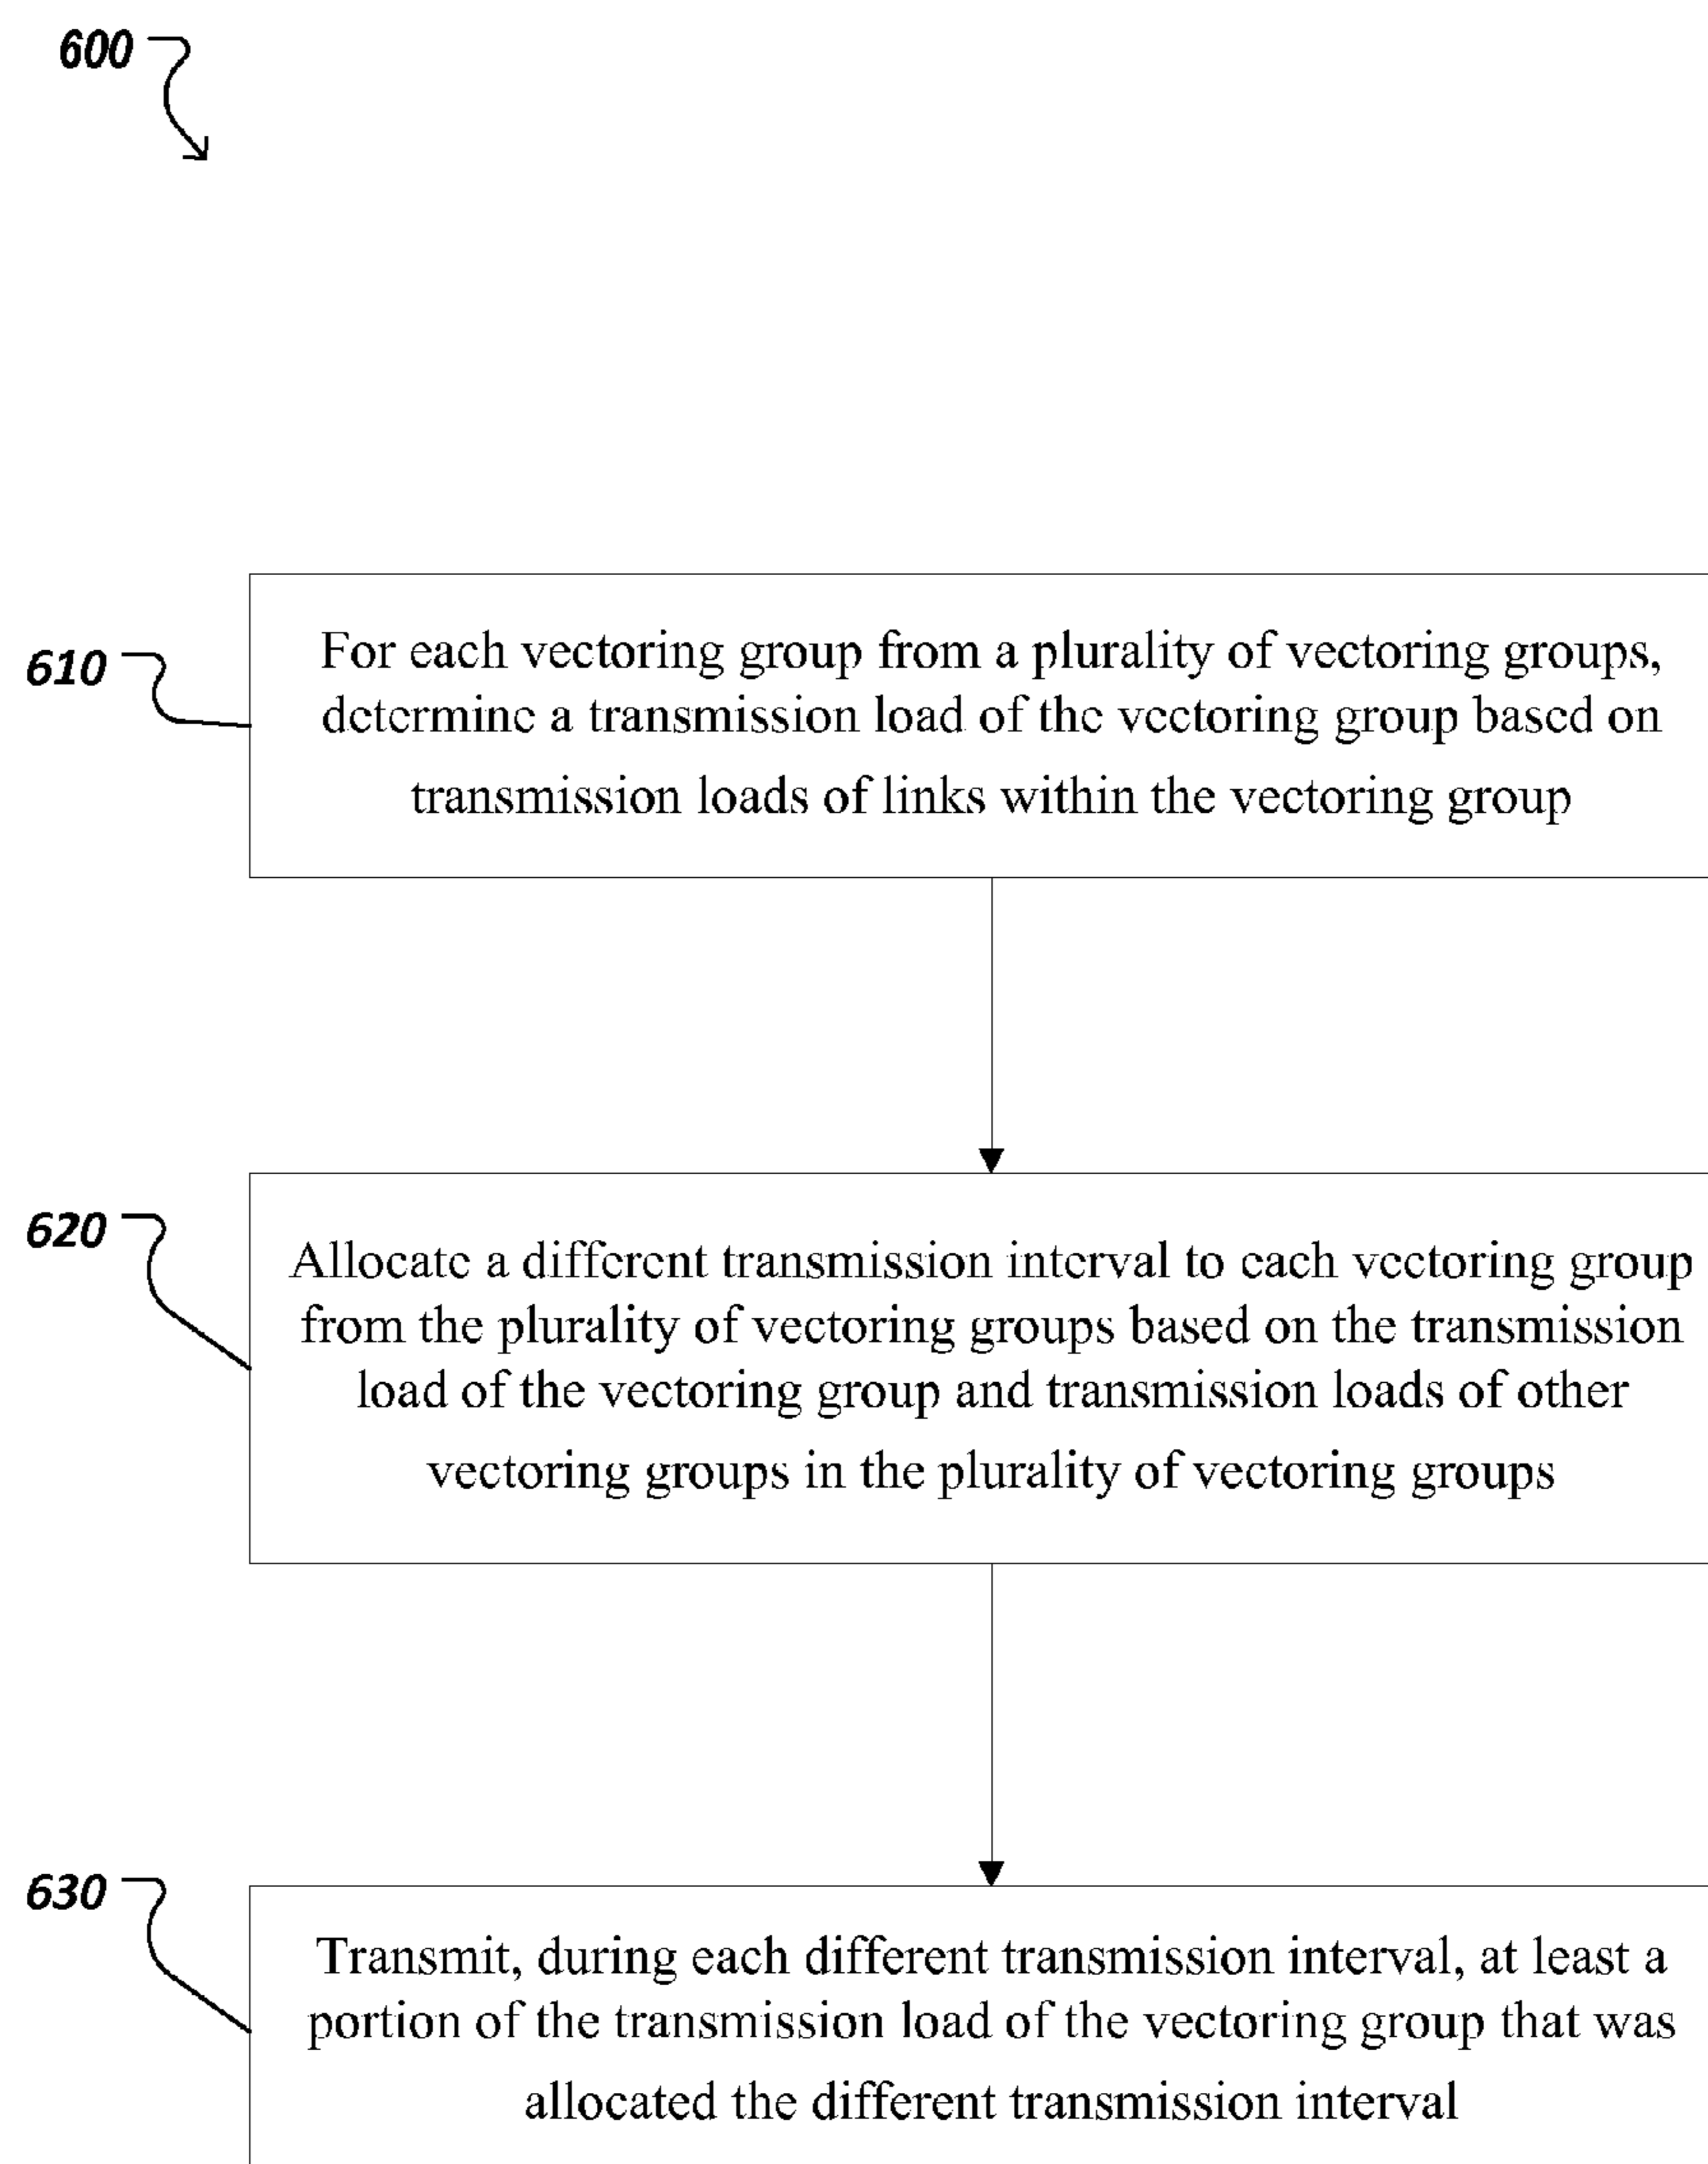 600
610
For each vectoring group from a plurality of vectoring groups,
determine a transmission load of the vectoring group based on
transmission loads of links within the vectoring group
620
Allocate a different transmission interval to each vectoring group
from the plurality of vectoring groups based on the transmission
load of the vectoring group and transmission loads of other
vectoring groups in the plurality of vectoring groups
630
Transmit, during each different transmission interval, at least a
portion of the transmission load of the vectoring group that was
allocated the different transmission interval